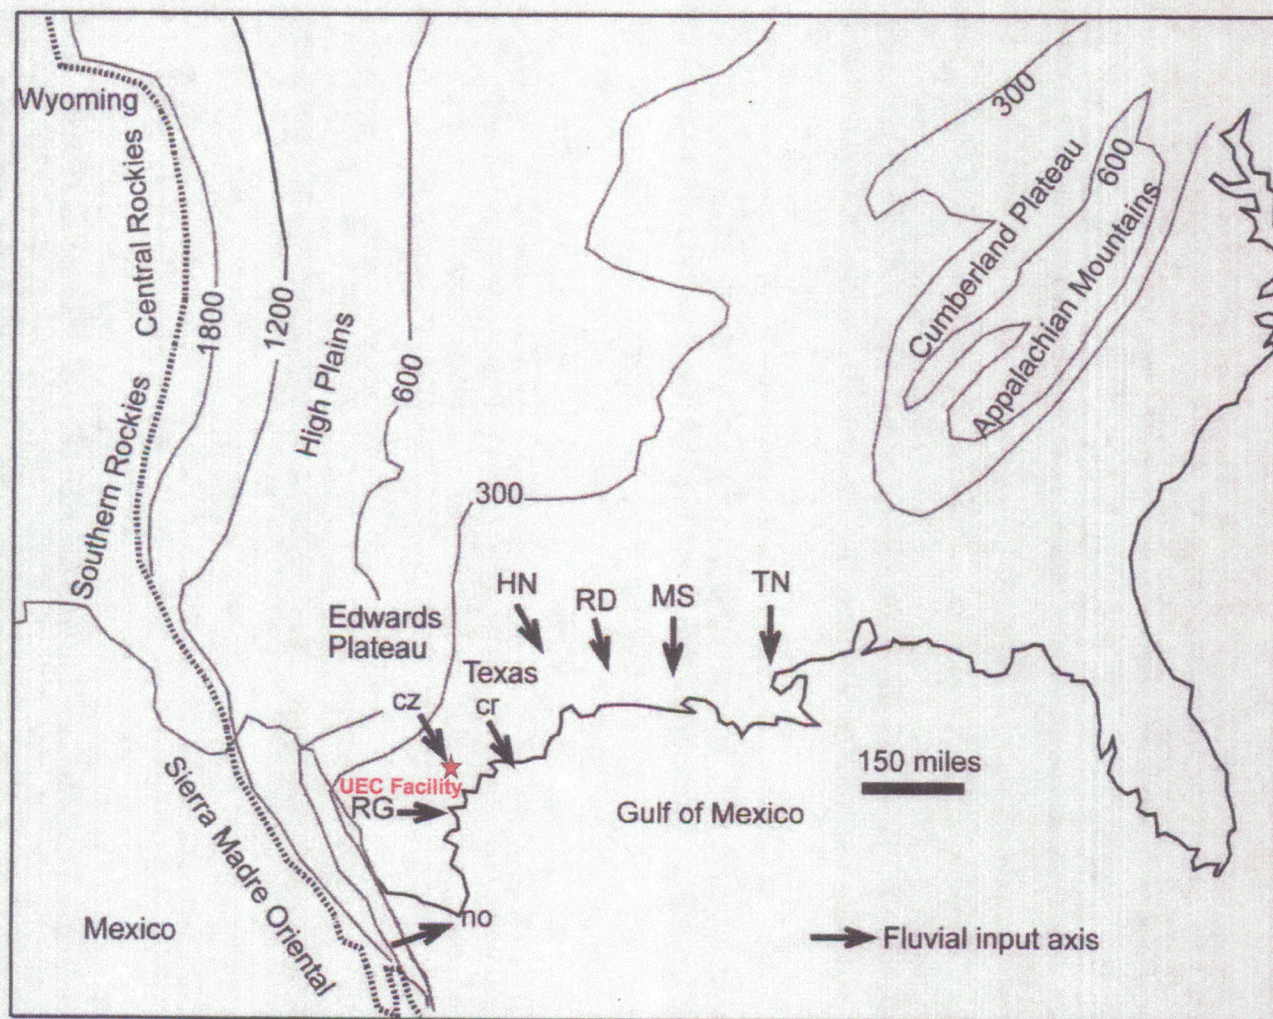 Wyoming
Central Rockies
Southern Rockies
1800
1200
High Plains
600
300
300
600
Cumberland Plateau
Appalachian Mountains
Edwards
Plateau
HN
RD
MS
TN
Texas
cz
cr
UEC Facility
RG
150 miles
Gulf of Mexico
Sierra Madre Oriental
Mexico
no
Fluvial input axis